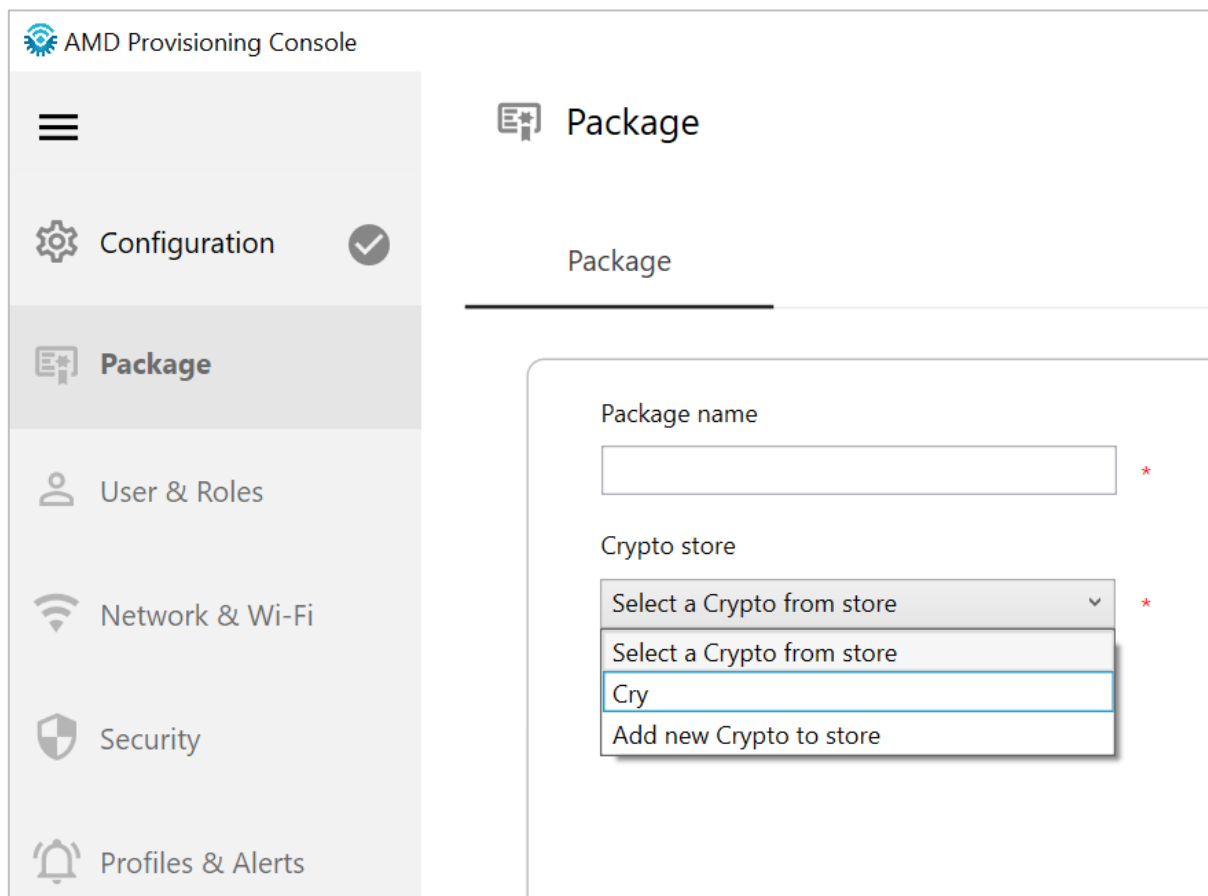 AMD Provisioning Console
Package
Configuration
Package
Package
User & Roles
Network & Wi-Fi
Security
Profiles & Alerts
Package name
*
Crypto store
Select a Crypto from store
*
Select a Crypto from store
Cry
Add new Crypto to store